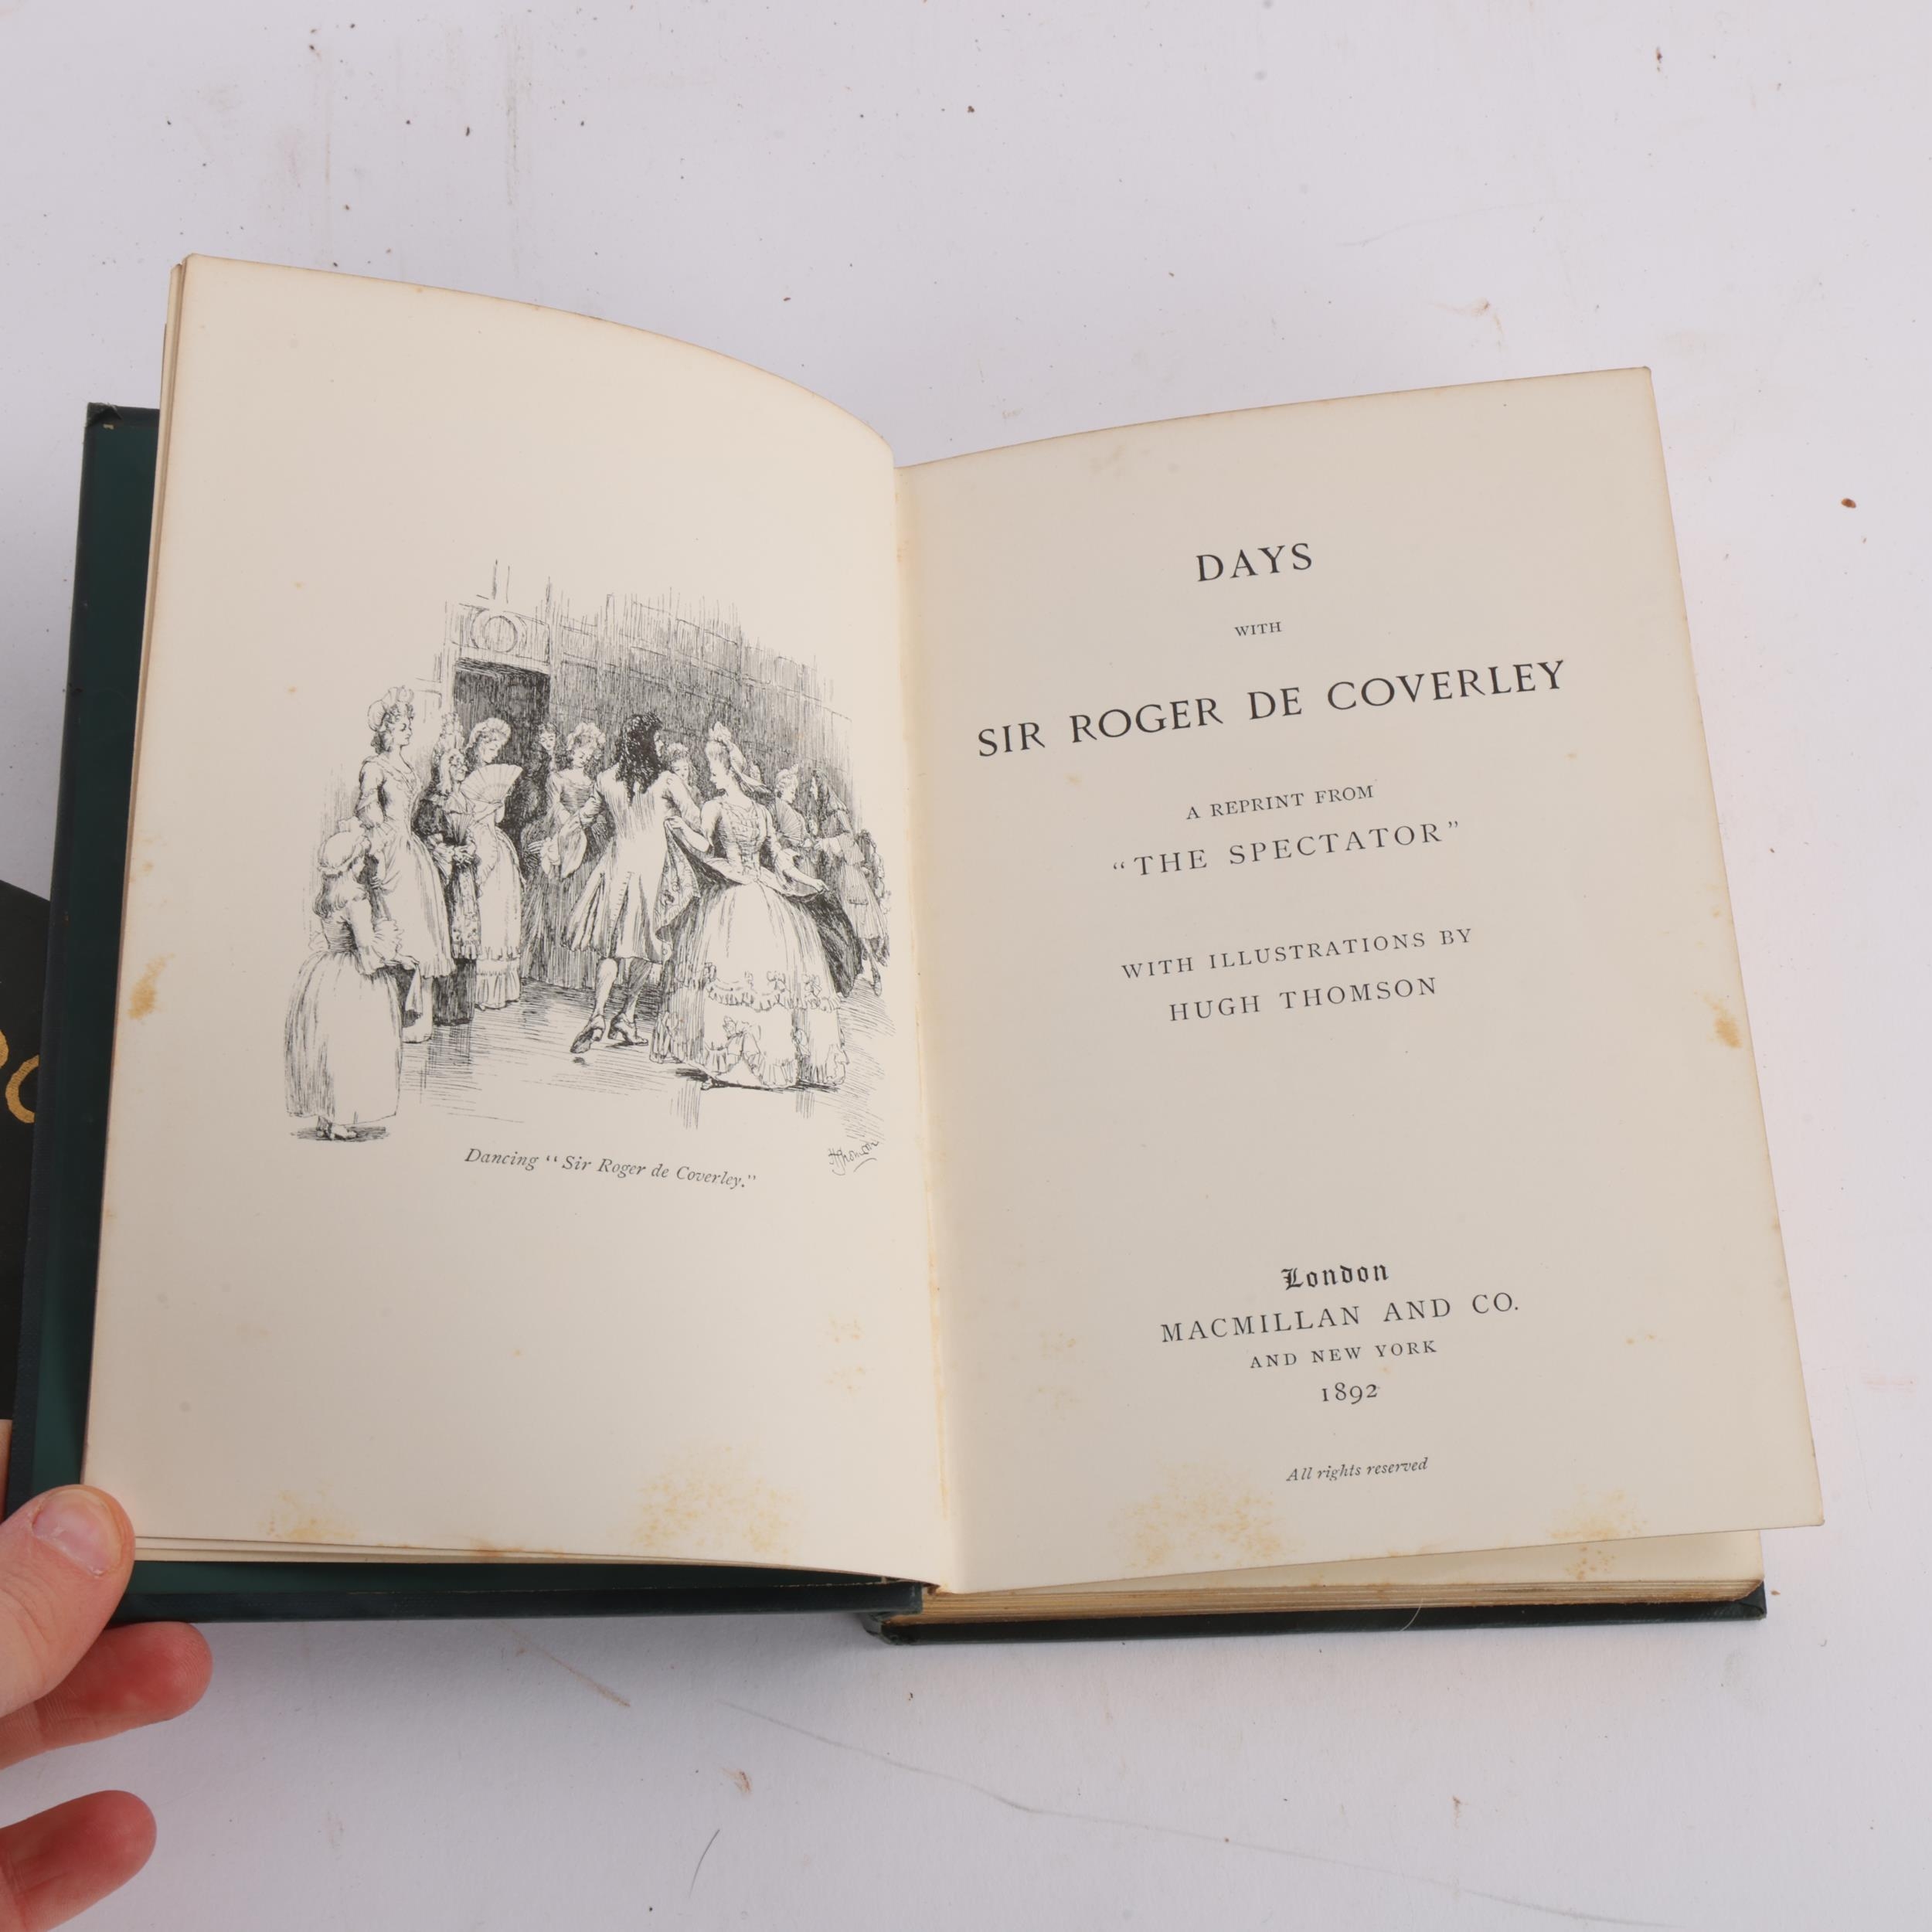 Dancing “Sir Roger de Coverley.”
H Thomson
DAYS
WITH
SIR ROGER DE COVERLEY
A REPRINT FROM
“THE SPECTATOR”
WITH ILLUSTRATIONS BY
HUGH THOMSON
London
MACMILLAN AND CO.
AND NEW YORK
1892
All rights reserved